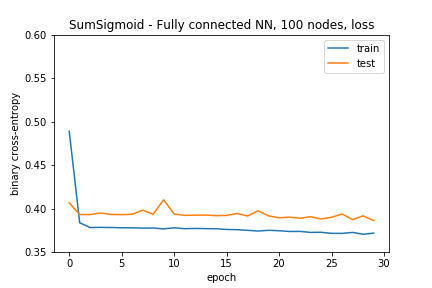 SumSigmoid - Fully connected NN, 100 nodes, loss
train
test
binary cross-entropy
0.60
0.55
0.50
0.45
0.40
0.35
0 5 10 15 20 25 30
epoch